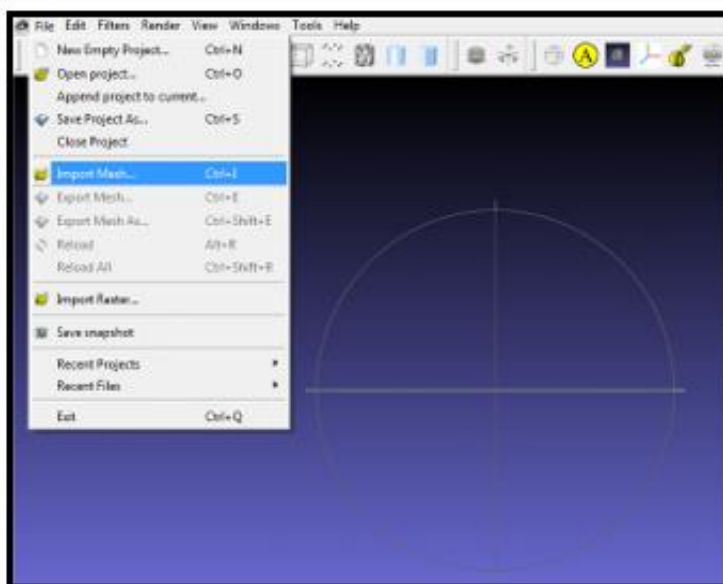 File Edit Filters Render View Windows Tools Help
New Empty Project... Ctrl+N
Open project... Ctrl+O
Append project to current...
Save Project As... Ctrl+S
Close Project
Import Mesh... Ctrl+I
Export Mesh... Ctrl+E
Export Mesh As... Ctrl+Shift+E
Reload Alt+R
Reload All Ctrl+Shift+R
Import Raster...
Save snapshot
Recent Projects
Recent Files
Exit Ctrl+Q
A